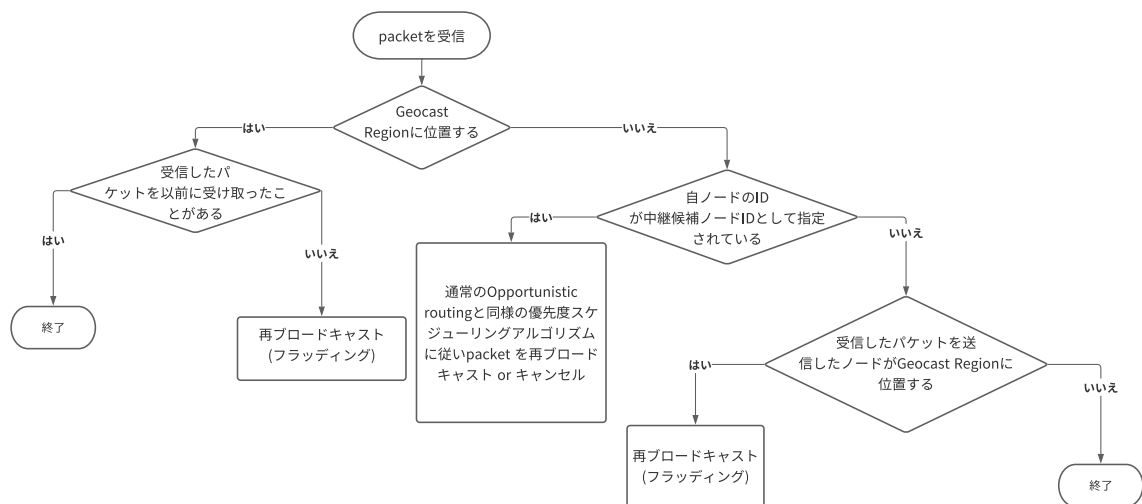 packetを受信
Geocast
Regionに位置する
はい
いいえ
受信したパ
ケットを以前に受け取ったこ
とがある
はい
いいえ
終了
再ブロードキャスト
(フラッディング)
自ノードのID
が中継候補ノードIDとして指定
されている
はい
いいえ
通常のOpportunistic
routingと同様の優先度スケ
ジューリングアルゴリズム
に従いpacket を再ブロード
キャスト or キャンセル
受信したパケットを送
信したノードがGeocast Regionに
位置する
はい
いいえ
再ブロードキャスト
(フラッディング)
終了